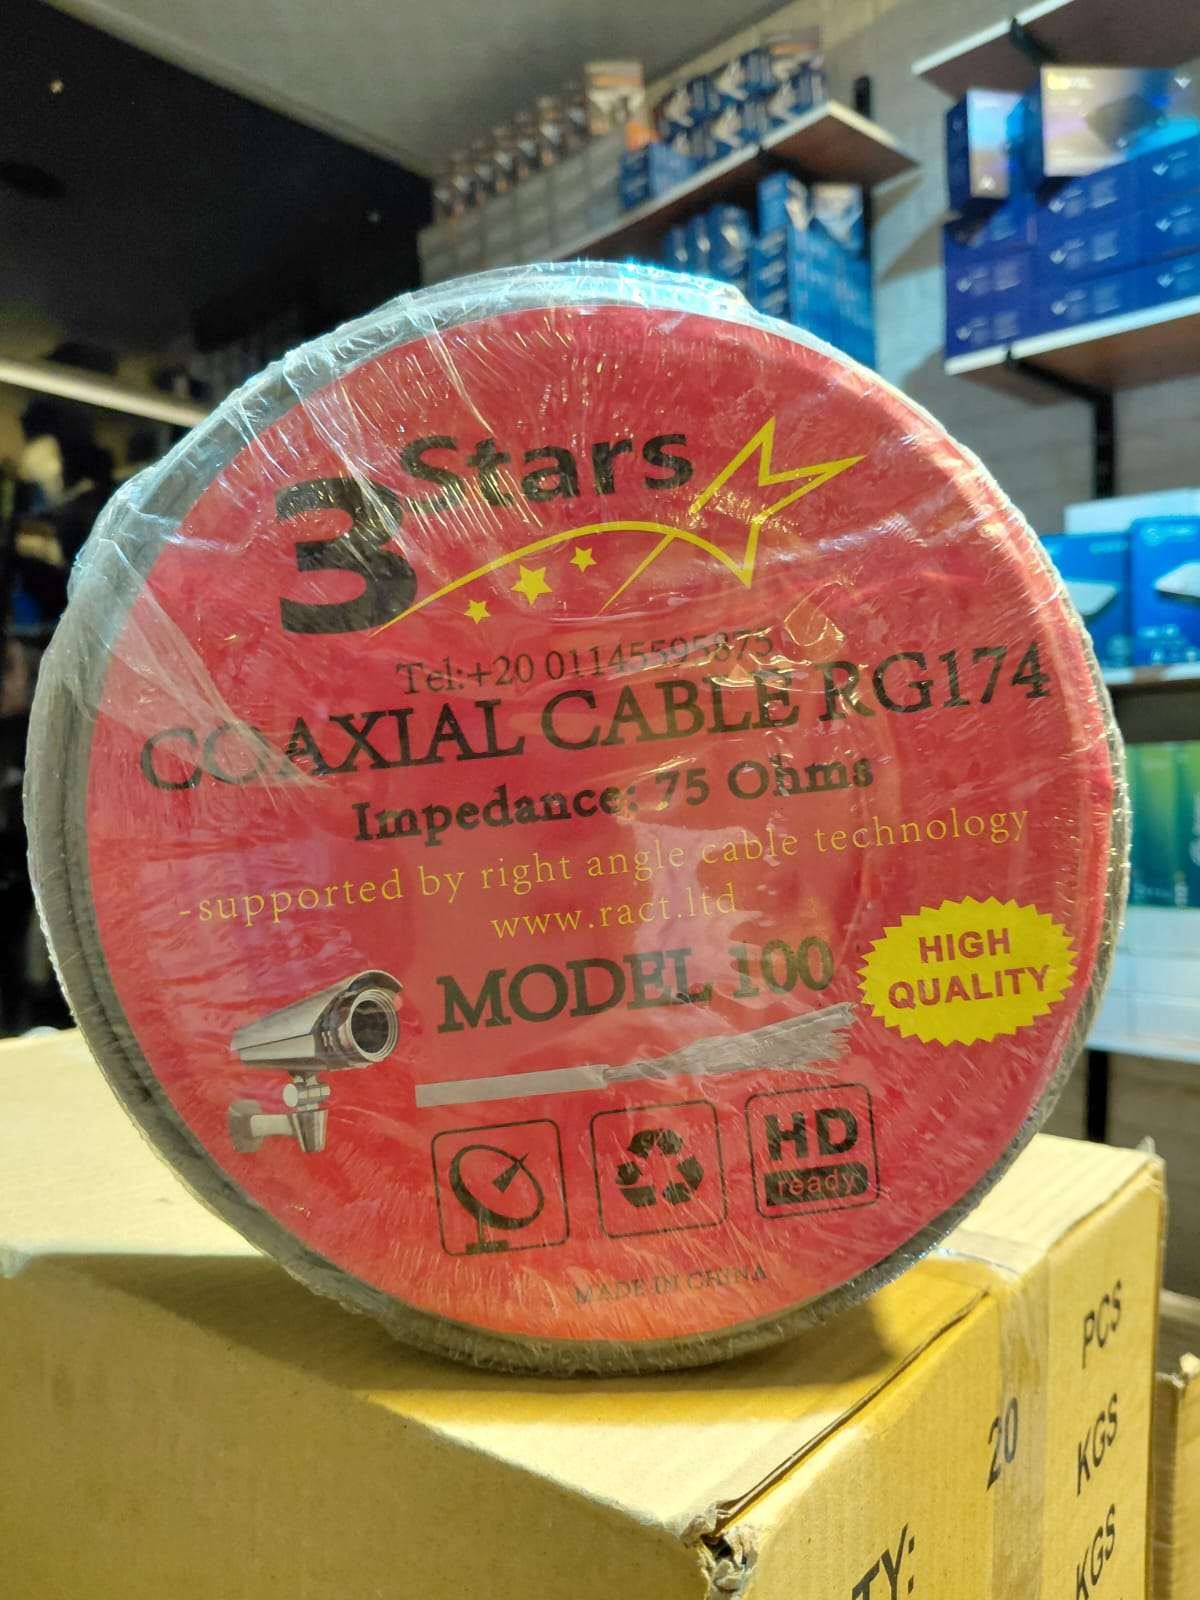 3 Stars
Tel:+20 01145595875
COAXIAL CABLE RG174
Impedance: 75 Ohms
-supported by right angle cable technology
www.ract.ltd
MODEL 100
HIGH
QUALITY
HD
ready
MADE IN CHINA
PCS
20
KGS
KGS
TY: